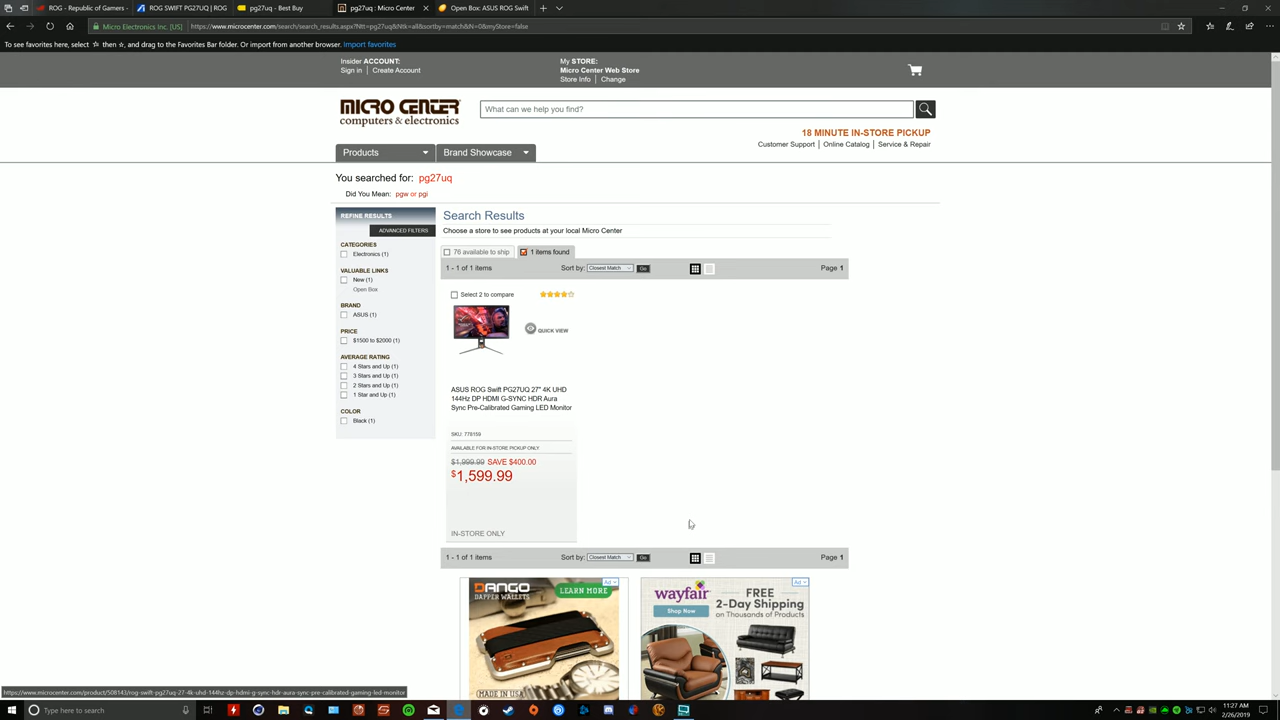 ROG - Republic of Gamers
ROG SWIFT PG27UQ | ROG
pg27uq - Best Buy
pg27uq : Micro Center
Open Box: ASUS ROG Swift
Micro Electronics Inc. [US]
https://www.microcenter.com/search/search_results.aspx?Ntt=pg27uq&Ntk=all&sortby=match&N=0&myStore=false
To see favorites here, select ☆ then ☆, and drag to the Favorites Bar folder. Or import from another browser. Import favorites
Insider ACCOUNT:
Sign in | Create Account
My STORE:
Micro Center Web Store
Store Info | Change
MICRO CENTER
computers & electronics
What can we help you find?
18 MINUTE IN-STORE PICKUP
Customer Support | Online Catalog | Service & Repair
Products
Brand Showcase
You searched for: pg27uq
Did You Mean: pgw or pgi
REFINE RESULTS
ADVANCED FILTERS
CATEGORIES
Electronics (1)
VALUABLE LINKS
New (1)
Open Box
BRAND
ASUS (1)
PRICE
$1500 to $2000 (1)
AVERAGE RATING
4 Stars and Up (1)
3 Stars and Up (1)
2 Stars and Up (1)
1 Star and Up (1)
COLOR
Black (1)
Search Results
Choose a store to see products at your local Micro Center
76 available to ship
1 items found
1 - 1 of 1 items
Sort by: Closest Match Go
Page 1
Select 2 to compare
QUICK VIEW
ASUS ROG Swift PG27UQ 27" 4K UHD
144Hz DP HDMI G-SYNC HDR Aura
Sync Pre-Calibrated Gaming LED Monitor
SKU: 778159
AVAILABLE FOR IN-STORE PICKUP ONLY
$1,999.99 SAVE $400.00
$1,599.99
IN-STORE ONLY
1 - 1 of 1 items
Sort by: Closest Match Go
Page 1
Ad
DANGO
DAPPER WALLETS
LEARN MORE
MADE IN USA
Ad
wayfair
Shop Now
FREE
2-Day Shipping
on Thousands of Products
https://www.microcenter.com/product/508143/rog-swift-pg27uq-27-4k-uhd-144hz-dp-hdmi-g-sync-hdr-aura-sync-pre-calibrated-gaming-led-monitor
Type here to search
11:27 AM
2/26/2019